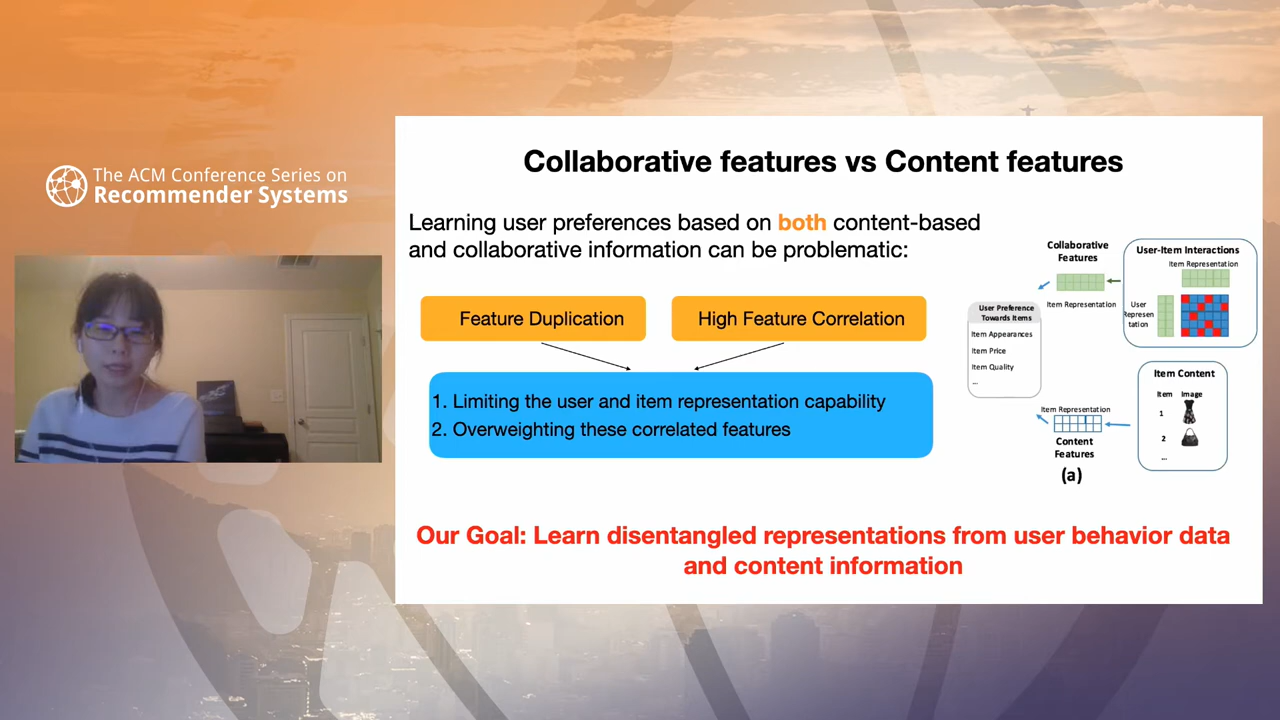 The ACM Conference Series on
Recommender Systems
Collaborative features vs Content features
Learning user preferences based on both content-based
and collaborative information can be problematic:
Feature Duplication
High Feature Correlation
1. Limiting the user and item representation capability
2. Overweighting these correlated features
Collaborative
Features
Item Representation
User-Item Interactions
Item Representation
User
Represen
tation
User Preference
Towards Items
Item Appearances
Item Price
Item Quality
...
Item Representation
Content
Features
Item Content
Item Image
1
2
...
(a)
Our Goal: Learn disentangled representations from user behavior data
and content information